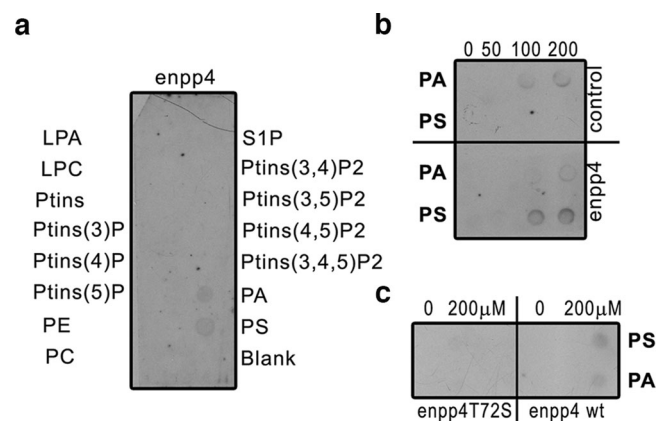 a
enpp4
LPA
LPC
Ptins
Ptins(3)P
Ptins(4)P
Ptins(5)P
PE
PC
S1P
Ptins(3,4)P2
Ptins(3,5)P2
Ptins(4,5)P2
Ptins(3,4,5)P2
PA
PS
Blank
b
0 50 100 200
PA
PS
control
PA
PS
enpp4
c
0 200µM 0 200µM
PS
PA
enpp4T72S enpp4 wt